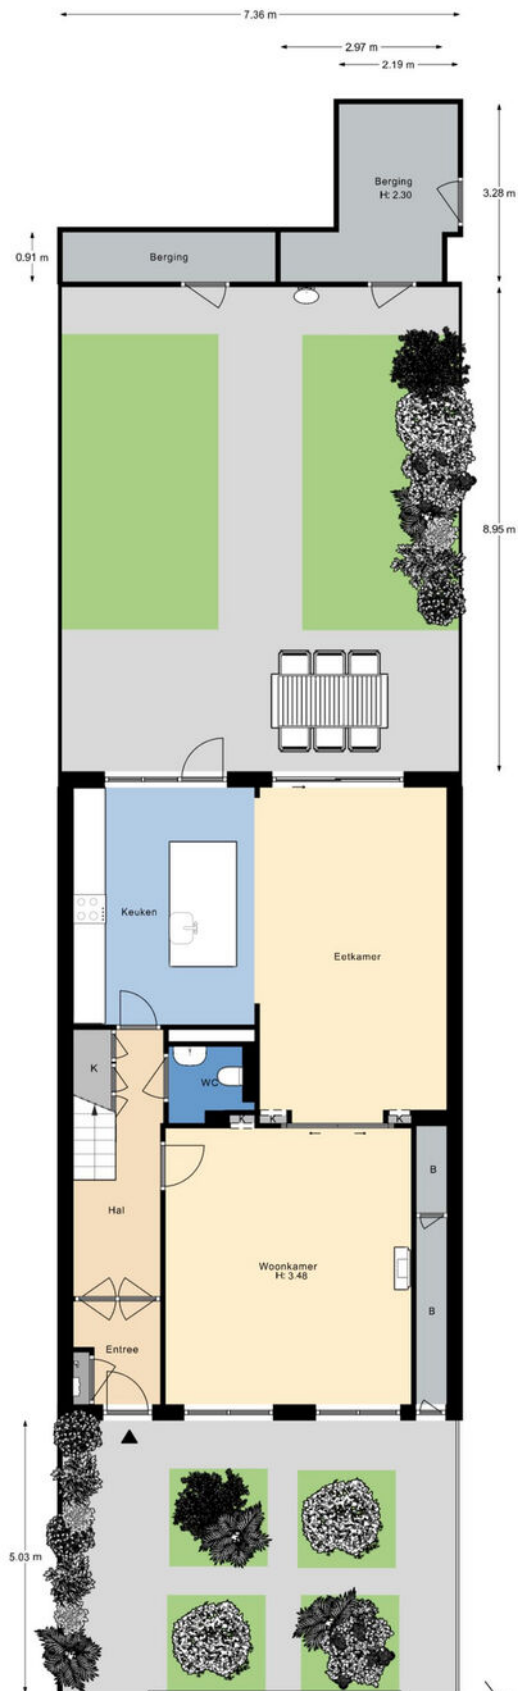 7.36 m
2.97 m
2.19 m
Berging
H: 2.30
3.28 m
0.91 m
Berging
8.95 m
Keuken
Eetkamer
K
WC
K
K
K
B
Hal
Woonkamer
H: 3.48
B
Entree
5.03 m